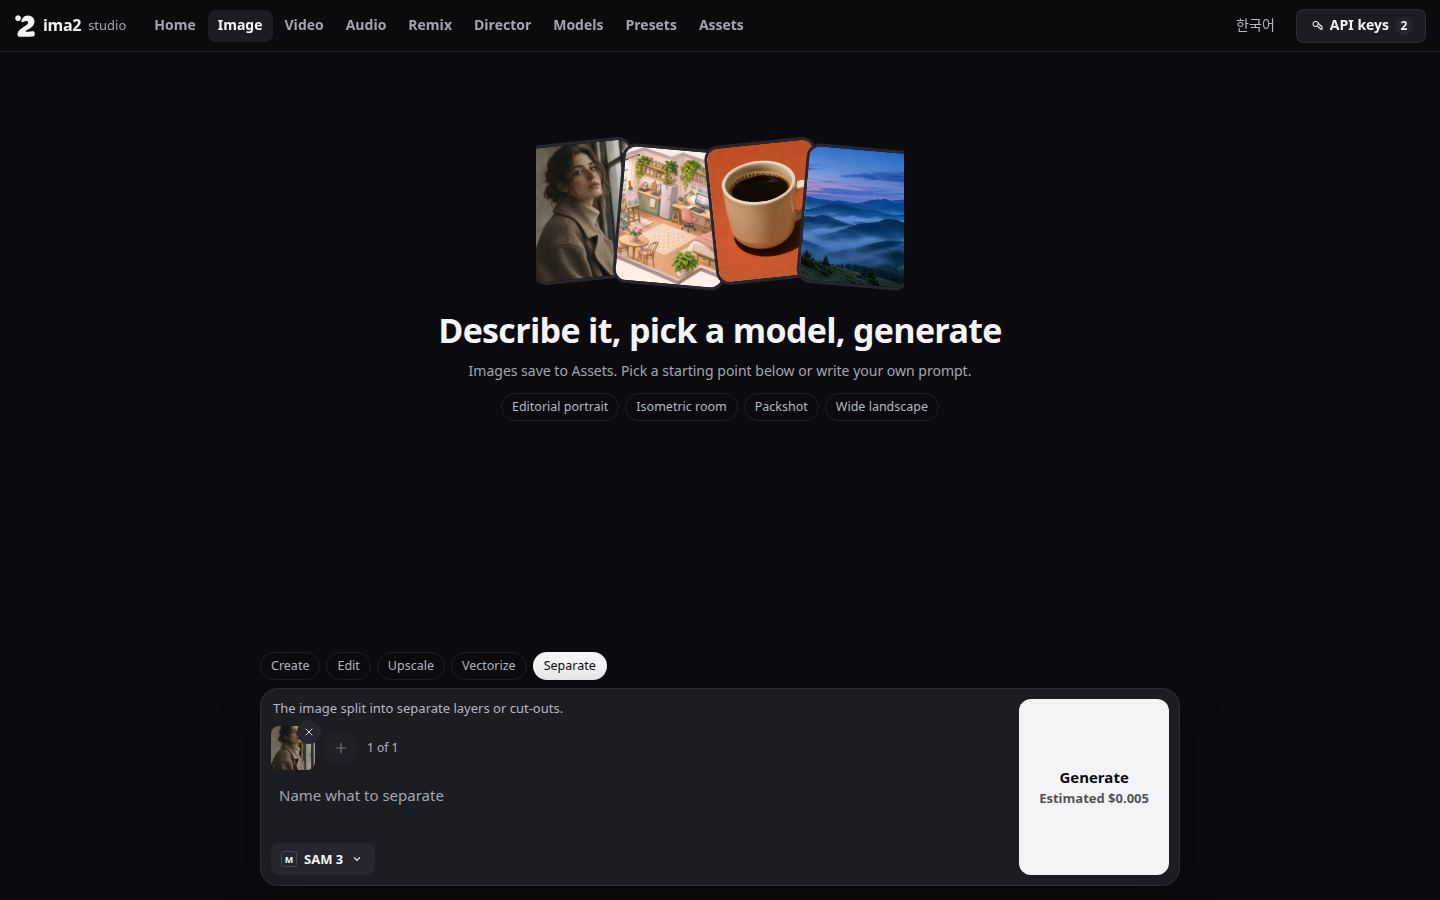 ima2 studio
Home
Image
Video
Audio
Remix
Director
Models
Presets
Assets
한국어
API keys 2
Describe it, pick a model, generate
Images save to Assets. Pick a starting point below or write your own prompt.
Editorial portrait
Isometric room
Packshot
Wide landscape
Create
Edit
Upscale
Vectorize
Separate
The image split into separate layers or cut-outs.
1 of 1
Name what to separate
M SAM 3
Generate
Estimated $0.005